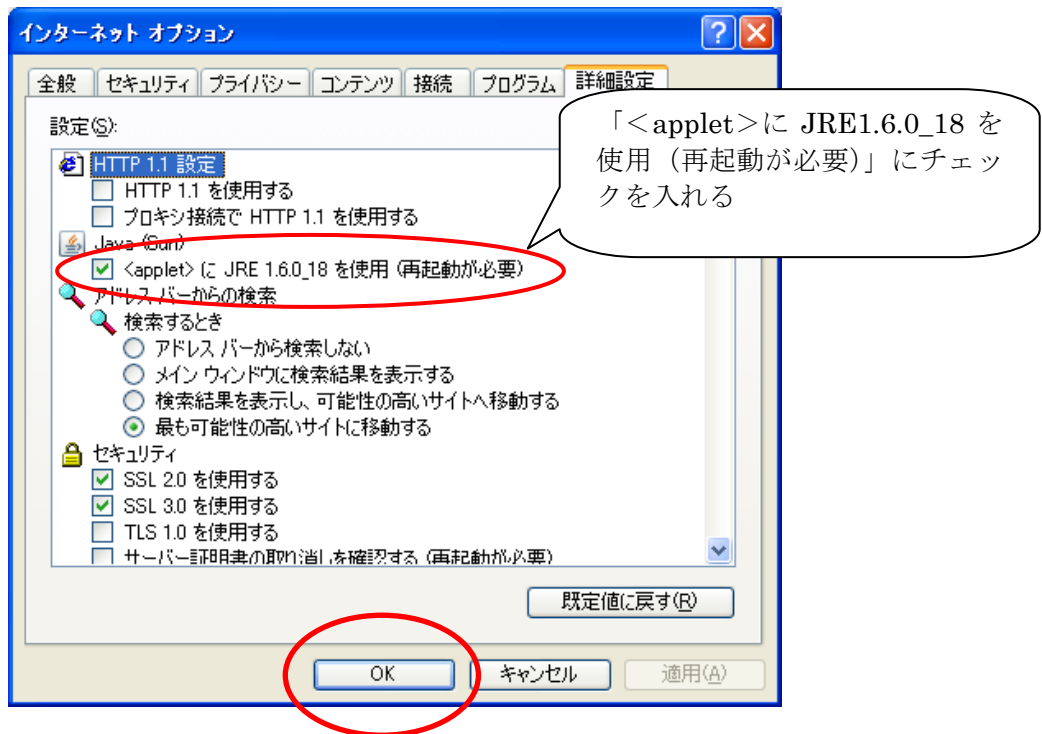 インターネット オプション
全般 セキュリティ プライバシー コンテンツ 接続 プログラム 詳細設定
設定(S):
「<applet>に JRE1.6.0_18 を
使用（再起動が必要）」にチェッ
クを入れる
HTTP 1.1 設定
HTTP 1.1 を使用する
プロキシ接続で HTTP 1.1 を使用する
Java (Sun)
<applet> に JRE 1.6.0_18 を使用 (再起動が必要)
アドレス バーからの検索
検索するとき
アドレス バーから検索しない
メイン ウィンドウに検索結果を表示する
検索結果を表示し、可能性の高いサイトへ移動する
最も可能性の高いサイトに移動する
セキュリティ
SSL 2.0 を使用する
SSL 3.0 を使用する
TLS 1.0 を使用する
サーバー証明書の取り消しを確認する (再起動が必要)
既定値に戻す(R)
OK キャンセル 適用(A)